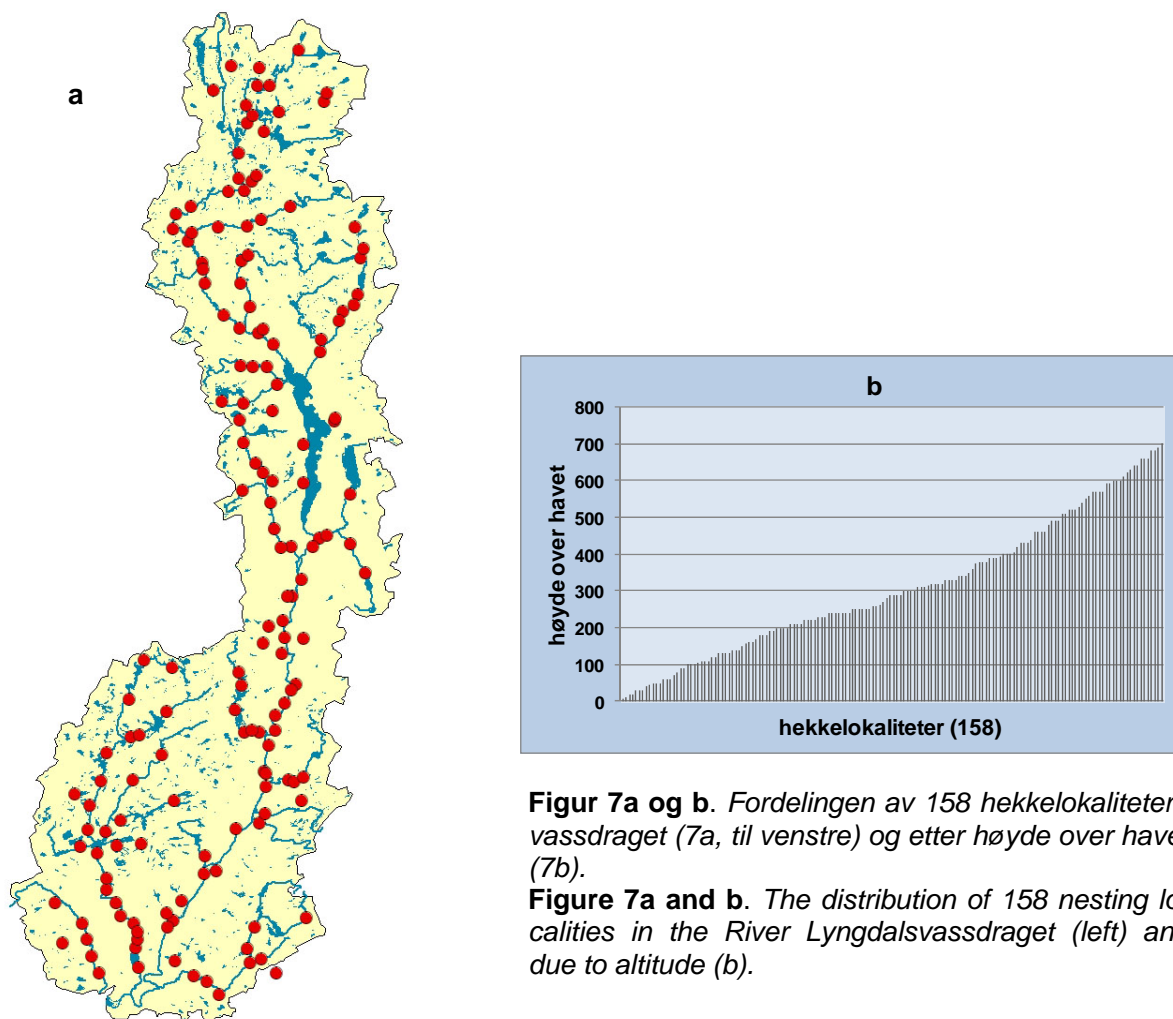 a
b
800
700
600
500
400
300
200
100
0
høyde over havet
hekkelokaliteter (158)
Figur 7a og b. Fordelingen av 158 hekkelokaliteter
vassdraget (7a, til venstre) og etter høyde over have
(7b).
Figure 7a and b. The distribution of 158 nesting lo
calities in the River Lyngdalsvassdraget (left) an
due to altitude (b).